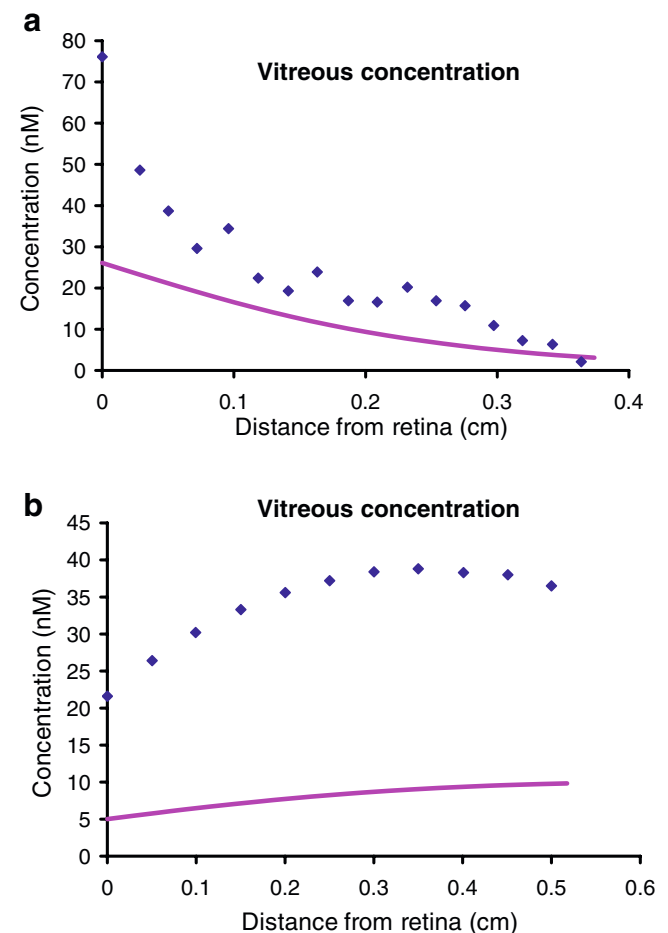 a
Vitreous concentration
Concentration (nM)
80
70
60
50
40
30
20
10
0
0 0.1 0.2 0.3 0.4
Distance from retina (cm)
b
Vitreous concentration
Concentration (nM)
45
40
35
30
25
20
15
10
5
0
0 0.1 0.2 0.3 0.4 0.5 0.6
Distance from retina (cm)